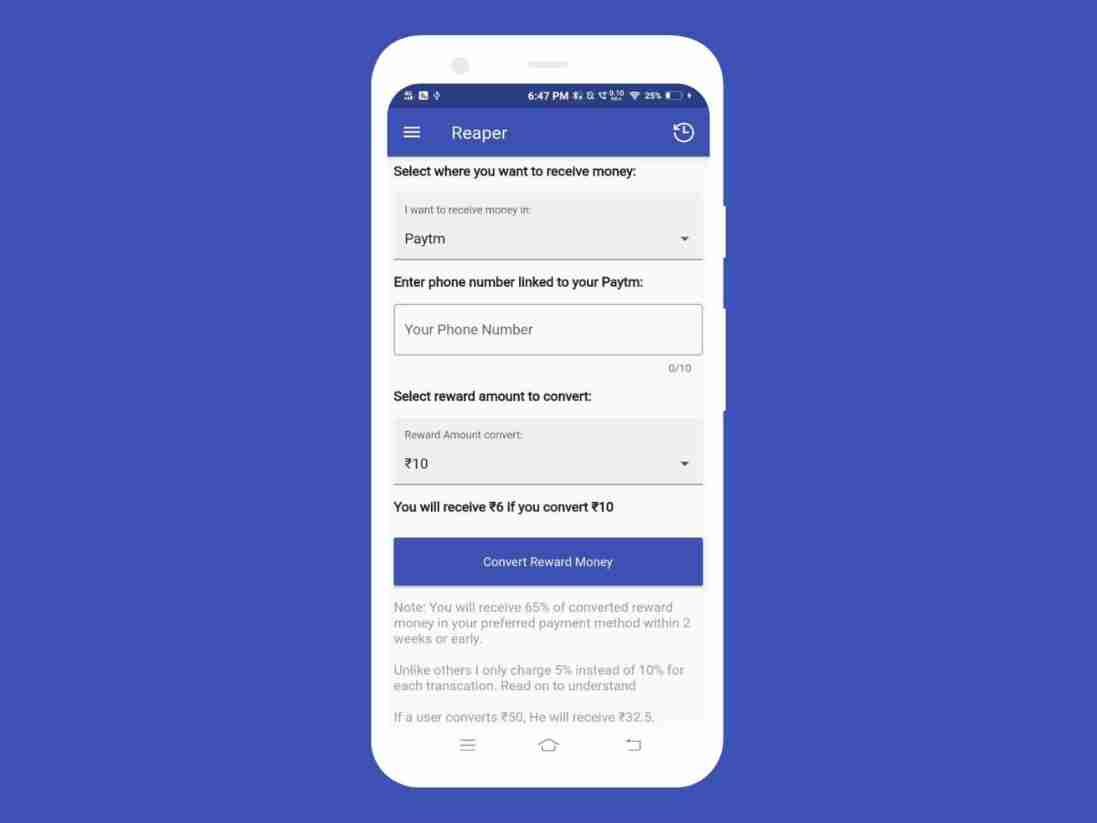 6:47 PM 0.10 25%
Reaper
Select where you want to receive money:
I want to receive money in:
Paytm
Enter phone number linked to your Paytm:
Your Phone Number
0/10
Select reward amount to convert:
Reward Amount convert:
₹10
You will receive ₹6 if you convert ₹10
Convert Reward Money
Note: You will receive 65% of converted reward
money in your preferred payment method within 2
weeks or early.
Unlike others I only charge 5% instead of 10% for
each transcation. Read on to understand
If a user converts ₹50, He will receive ₹32.5.